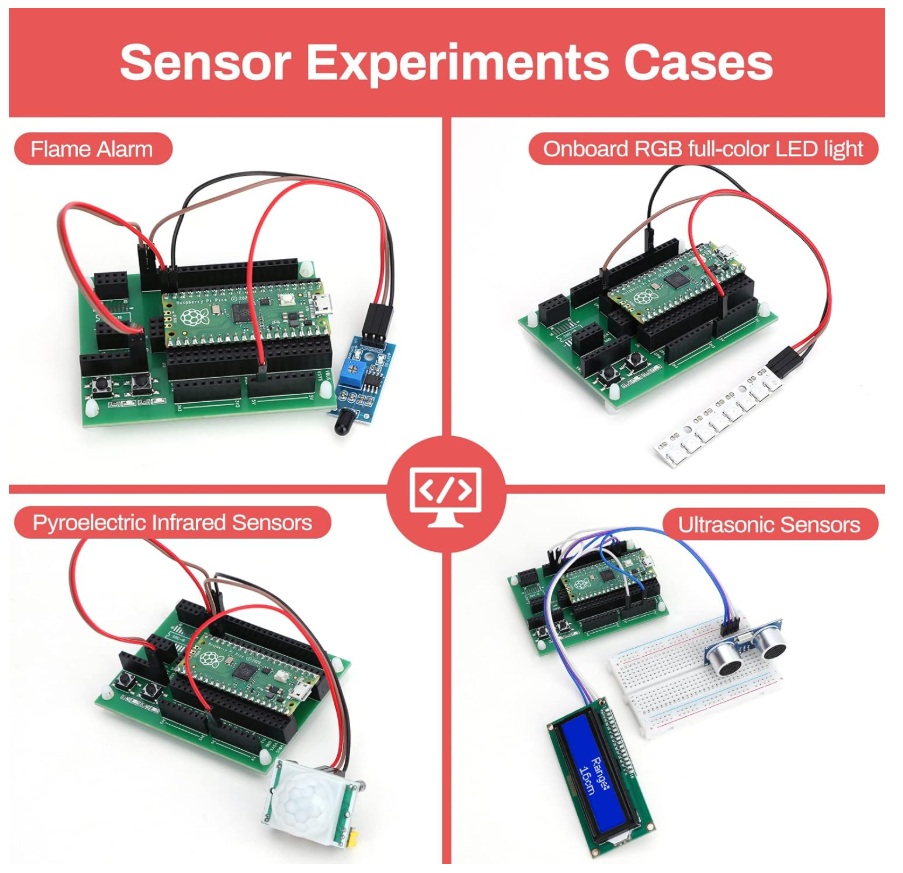 Sensor Experiments Cases
Flame Alarm
Onboard RGB full-color LED light
</>
Pyroelectric Infrared Sensors
Ultrasonic Sensors
Range:
16cm